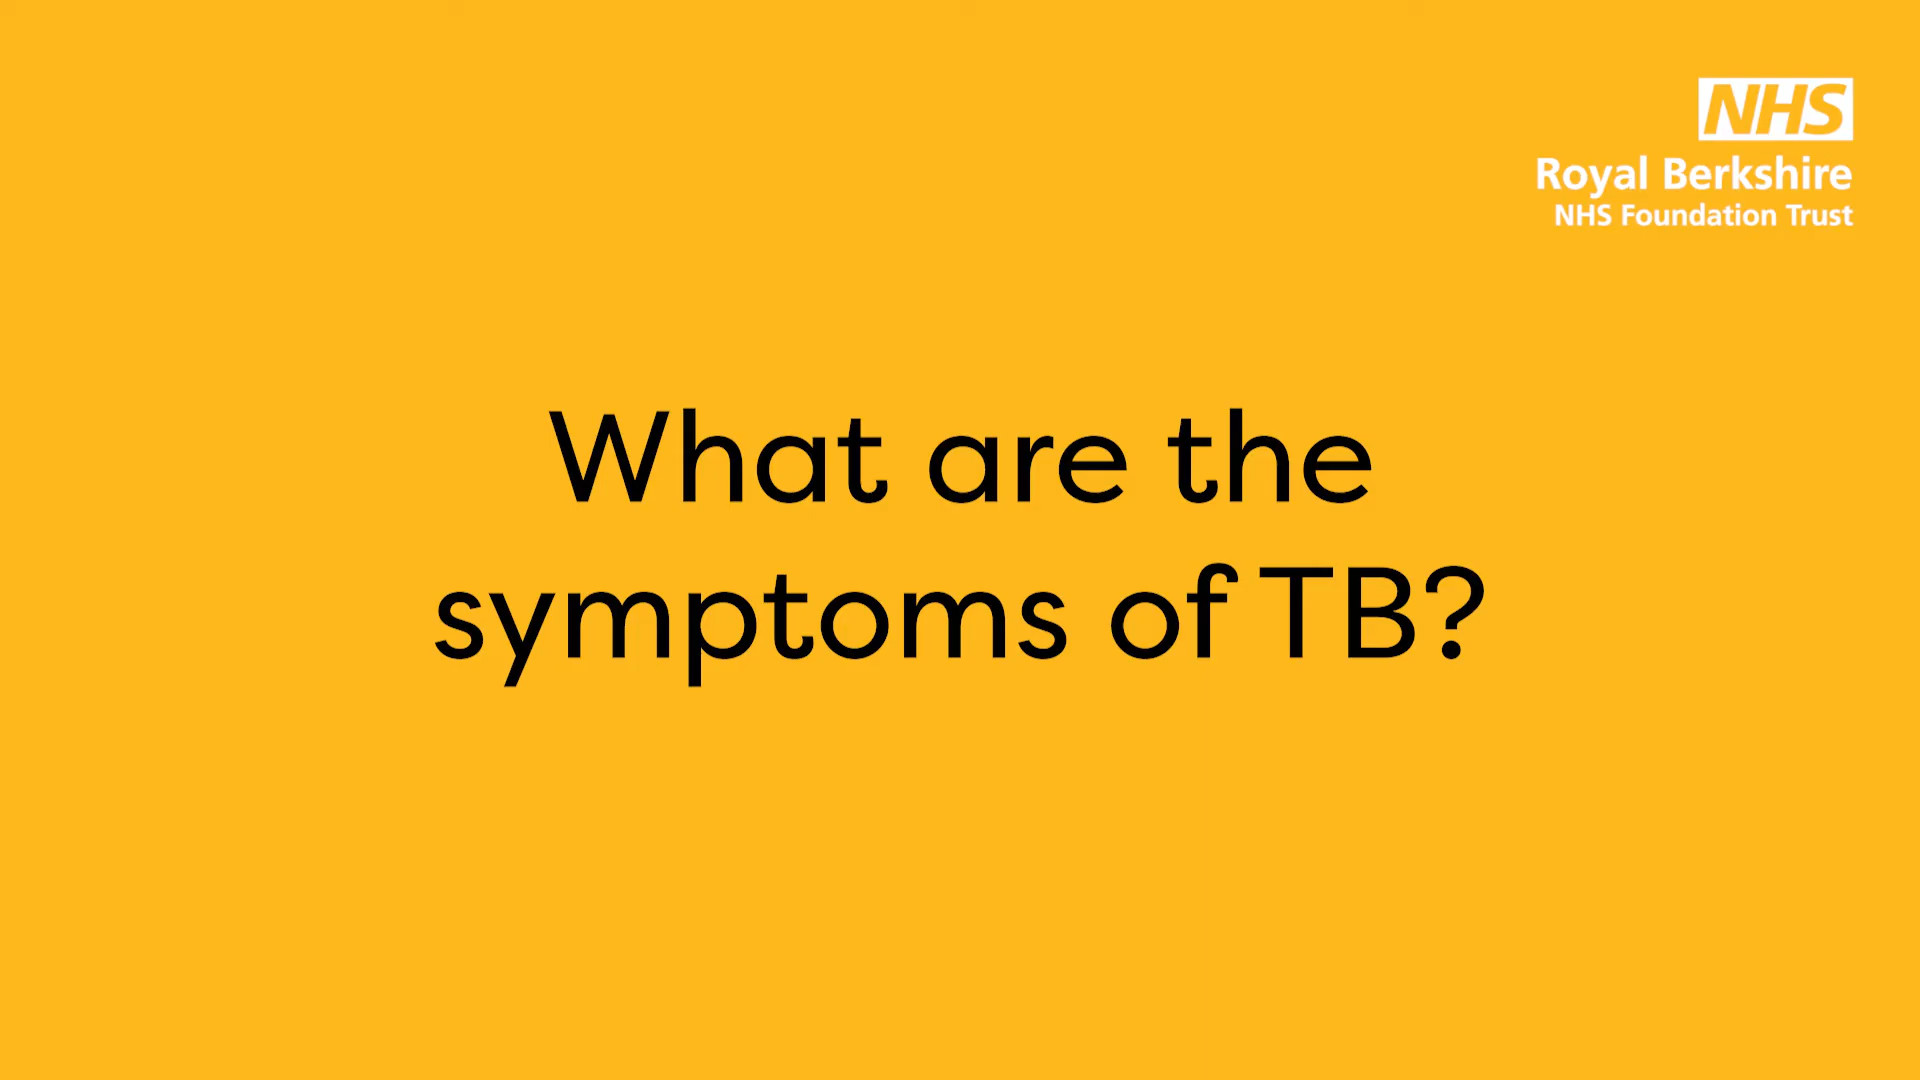 NHS
Royal Berkshire
NHS Foundation Trust
What are the
symptoms of TB?